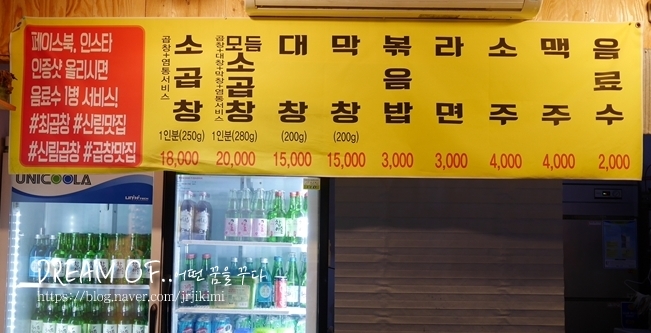 페이스북, 인스타
인증샷 올리시면
음료수 1병 서비스!
#최곱창 #신림맛집
#신림곱창 #곱창맛집
소곱창
곱창+염통서비스
1인분(250g)
18,000
모듬소곱창
곱창+대창+막창+염통서비스
1인분(280g)
20,000
대창
(200g)
15,000
막창
(200g)
15,000
볶음밥
3,000
라면
3,000
소주
4,000
맥주
4,000
음료수
2,000
UNICOOLA
DREAM OF..어떤 꿈을 꾸다
https://blog.naver.com/jrjikimi